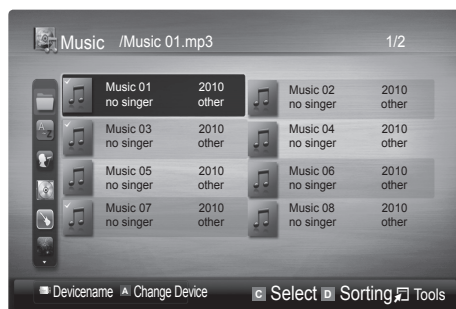 Music /Music 01.mp3 1/2
Music 01 2010 Music 02 2010
no singer other no singer other
Music 03 2010 Music 04 2010
no singer other no singer other
Music 05 2010 Music 06 2010
no singer other no singer other
Music 07 2010 Music 08 2010
no singer other no singer other
Devicename A Change Device C Select D Sorting Tools